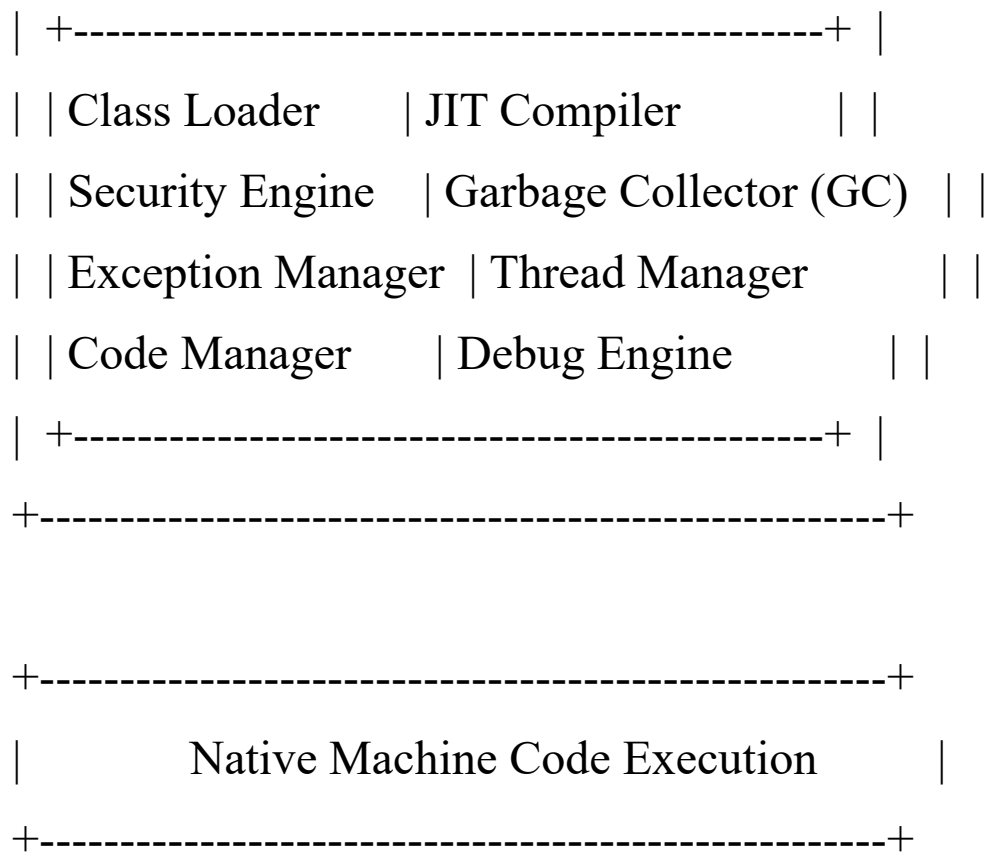 | +-----------------------------------------------+ |
| | Class Loader | JIT Compiler | |
| | Security Engine | Garbage Collector (GC) | |
| | Exception Manager | Thread Manager | |
| | Code Manager | Debug Engine | |
| +-----------------------------------------------+ |
+-----------------------------------------------------+
+-----------------------------------------------------+
| Native Machine Code Execution |
+-----------------------------------------------------+